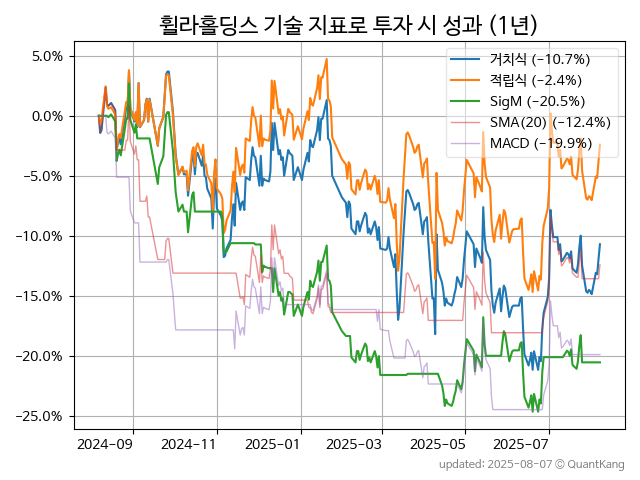 휠라홀딩스 기술 지표로 투자 시 성과 (1년)
5.0%
0.0%
−5.0%
−10.0%
−15.0%
−20.0%
−25.0%
거치식 (−10.7%)
적립식 (−2.4%)
SigM (−20.5%)
SMA(20) (−12.4%)
MACD (−19.9%)
2024-09 2024-11 2025-01 2025-03 2025-05 2025-07
updated: 2025-08-07 © QuantKang